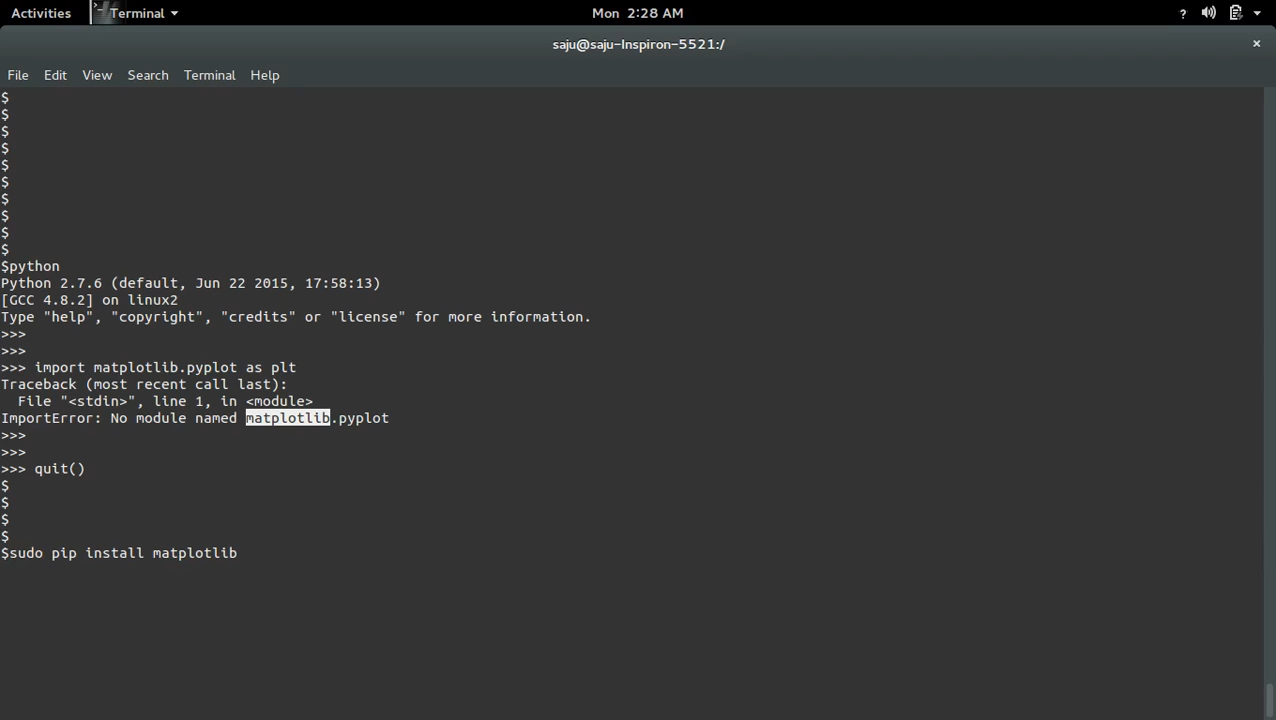 Activities Terminal Mon 2:28 AM ?
saju@saju-Inspiron-5521:/ ×
File Edit View Search Terminal Help
$
$
$
$
$
$
$
$
$
$
$python
Python 2.7.6 (default, Jun 22 2015, 17:58:13)
[GCC 4.8.2] on linux2
Type "help", "copyright", "credits" or "license" for more information.
>>>
>>>
>>> import matplotlib.pyplot as plt
Traceback (most recent call last):
  File "<stdin>", line 1, in <module>
ImportError: No module named matplotlib.pyplot
>>>
>>>
>>> quit()
$
$
$
$
$sudo pip install matplotlib